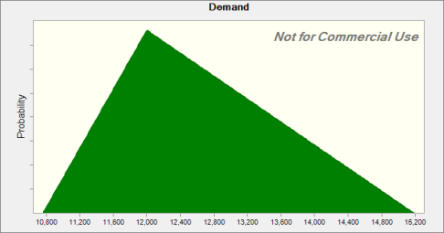 Demand
Not for Commercial Use
Probability
10,800 11,200 11,600 12,000 12,400 12,800 13,200 13,600 14,000 14,400 14,800 15,200